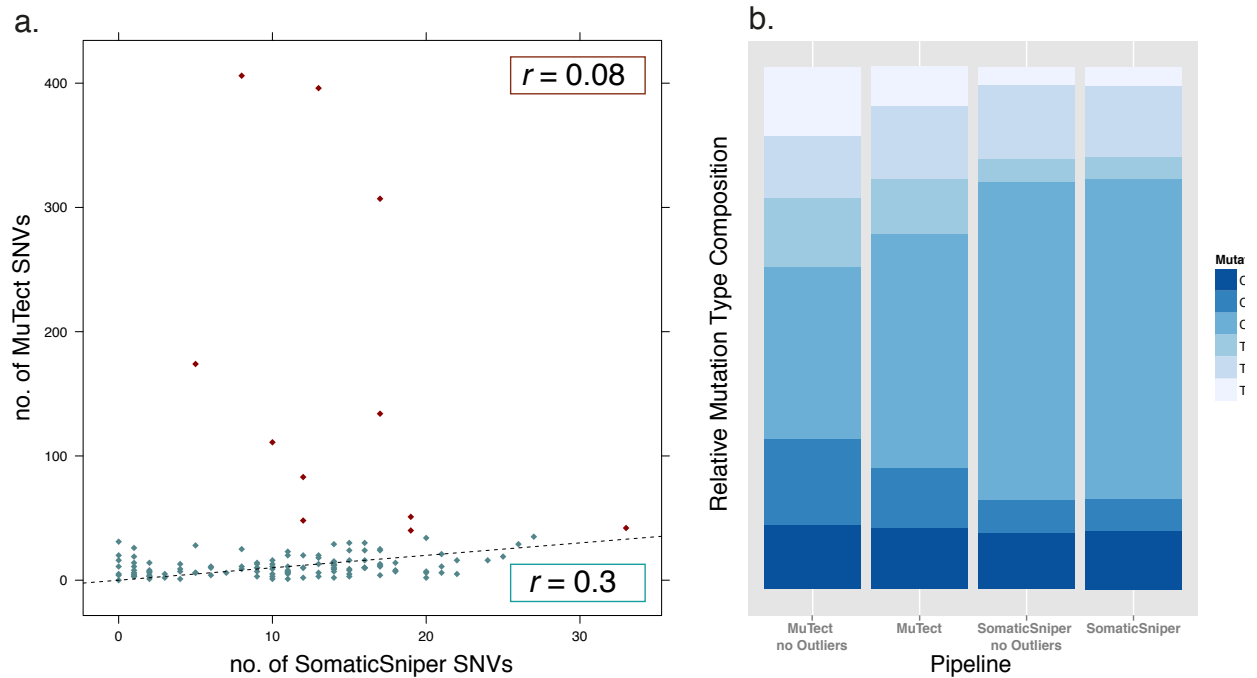 a.
r = 0.08
400
300
200
100
0
r = 0.3
0
10
20
30
no. of MuTect SNVs
no. of SomaticSniper SNVs
b.
Relative Mutation Type Composition
MuTect
no Outliers
MuTect
SomaticSniper
no Outliers
SomaticSniper
Pipeline